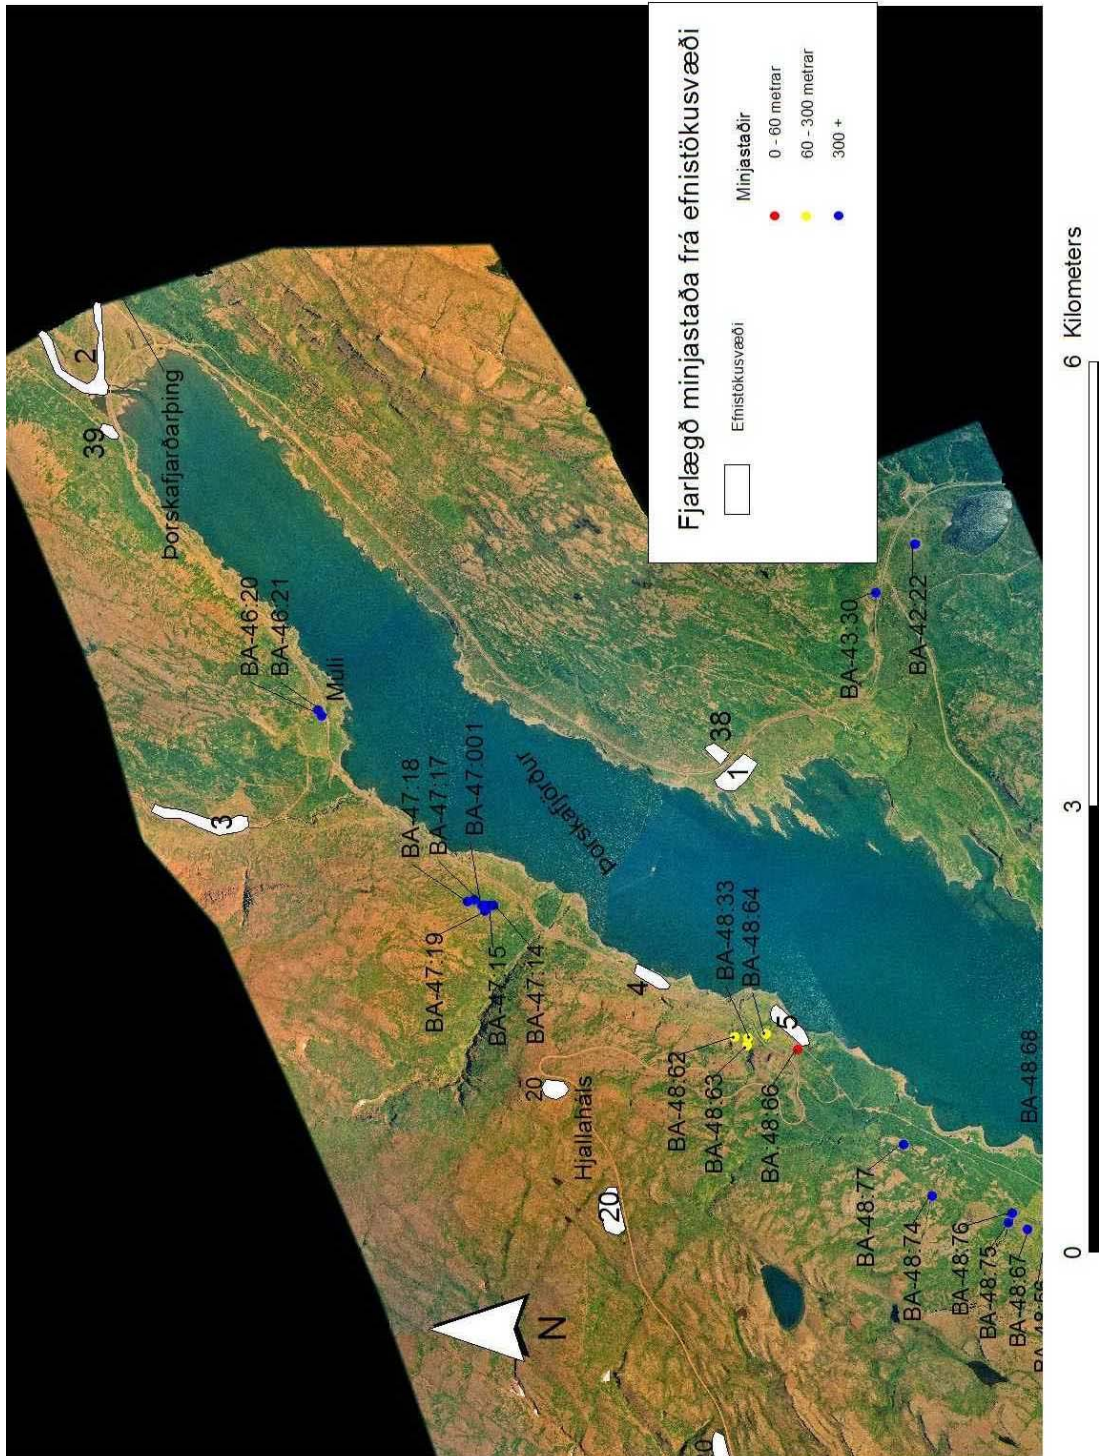 Fjarlægð minjastaða frá efnistökusvæði
Efnistökusvæði
Minjastaðir
0 - 60 metrar
60 - 300 metrar
300 +
2
39
Þorskafjarðarþing
BA-46:20
BA-46:21
Múli
3
BA-47:18
BA-47:17
BA-47:001
BA-47:19
BA-47:15
BA-47:14
Þorskafjörður
38
1
BA-43:30
BA-42:22
4
20
Hjallaháls
20
BA-48:33
BA-48:64
BA-48:62
BA-48:63
BA:48:66
5
BA-48:77
BA-48:74
BA-48:76
BA-48:75
BA-48:67
BA-48:68
N
0
3
6 Kilometers